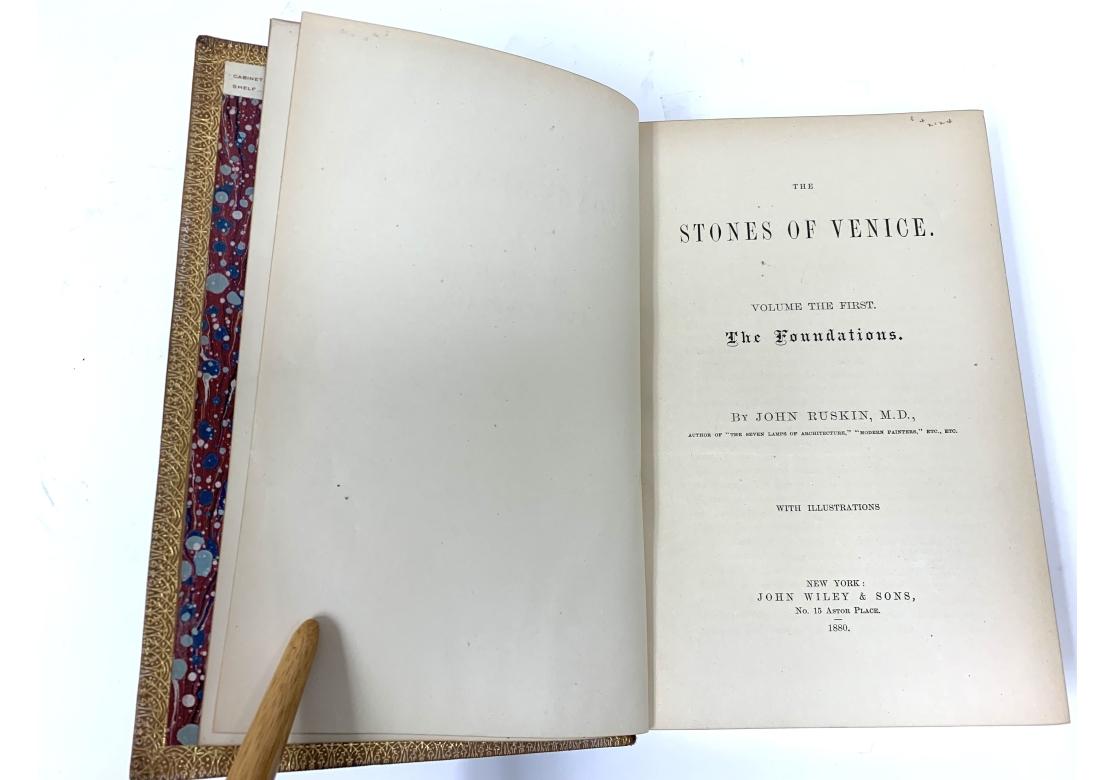 CABINET
SHELF
THE
STONES OF VENICE.
VOLUME THE FIRST.
The Foundations.
BY JOHN RUSKIN, M.D.,
AUTHOR OF "THE SEVEN LAMPS OF ARCHITECTURE," "MODERN PAINTERS," ETC., ETC.
WITH ILLUSTRATIONS
NEW YORK:
JOHN WILEY & SONS,
No. 15 ASTOR PLACE.
1880.